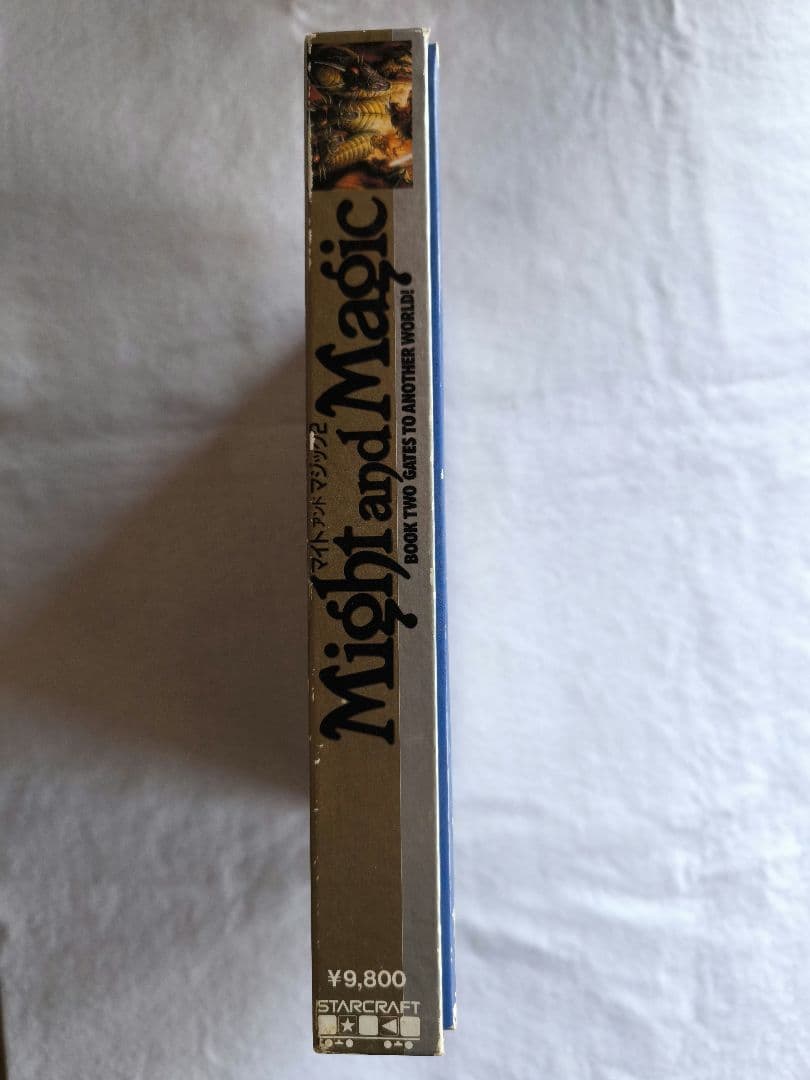 マイト アンド マジック2
Might and Magic
BOOK TWO GATES TO ANOTHER WORLD!
¥9,800
STARCRAFT